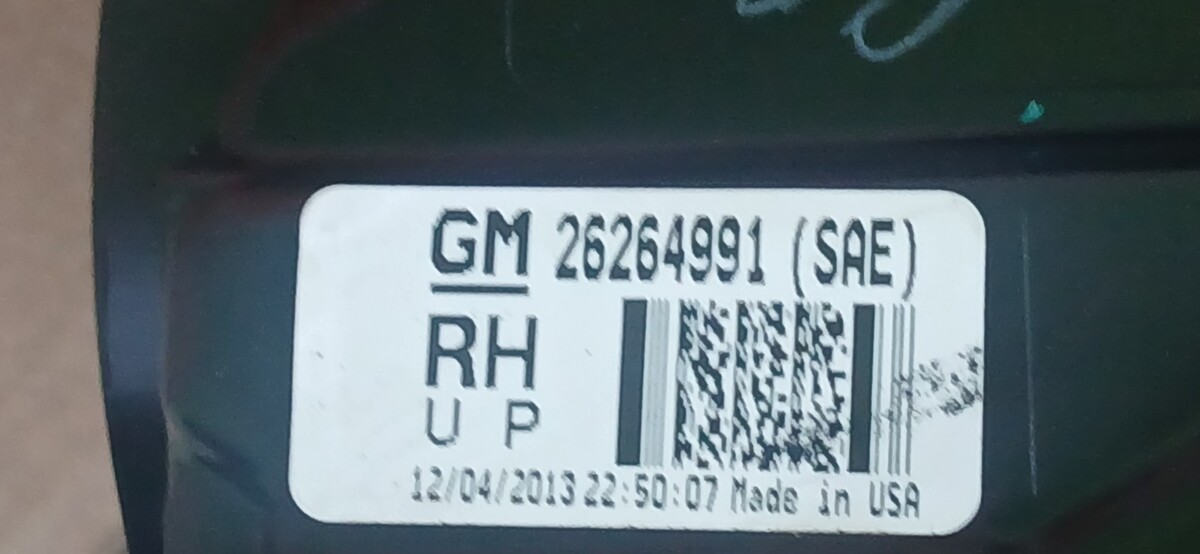 GM 26264991 (SAE)
RH
U P
12/04/2013 22:50:07 Made in USA